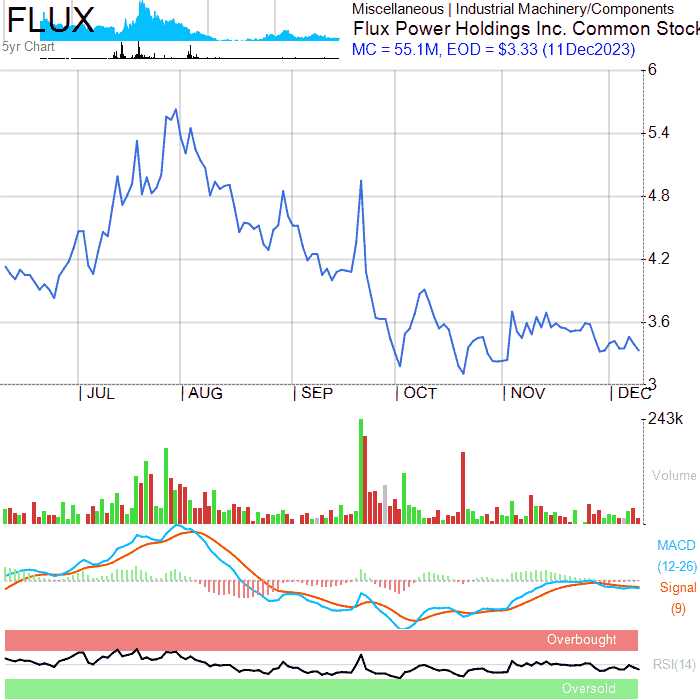 FLUX
5yr Chart
Miscellaneous | Industrial Machinery/Components
Flux Power Holdings Inc. Common Stock
MC = 55.1M, EOD = $3.33 (11Dec2023)
6
5.4
4.8
4.2
3.6
3
JUL
AUG
SEP
OCT
NOV
DEC
243k
Volume
MACD
(12-26)
Signal
(9)
Overbought
RSI(14)
Oversold